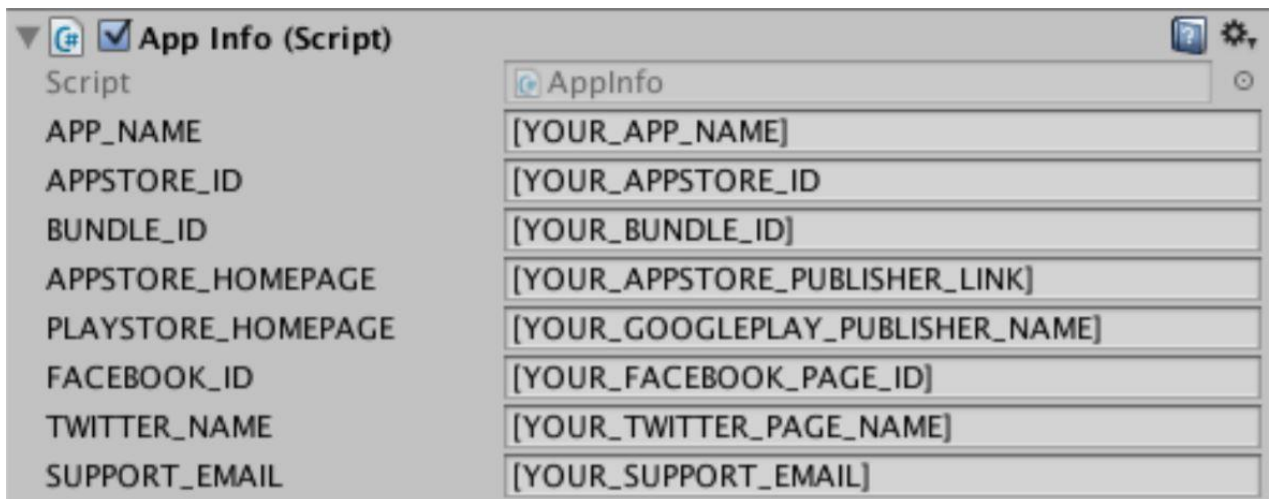 App Info (Script)
Script AppInfo
APP_NAME [YOUR_APP_NAME]
APPSTORE_ID [YOUR_APPSTORE_ID
BUNDLE_ID [YOUR_BUNDLE_ID]
APPSTORE_HOMEPAGE [YOUR_APPSTORE_PUBLISHER_LINK]
PLAYSTORE_HOMEPAGE [YOUR_GOOGLEPLAY_PUBLISHER_NAME]
FACEBOOK_ID [YOUR_FACEBOOK_PAGE_ID]
TWITTER_NAME [YOUR_TWITTER_PAGE_NAME]
SUPPORT_EMAIL [YOUR_SUPPORT_EMAIL]